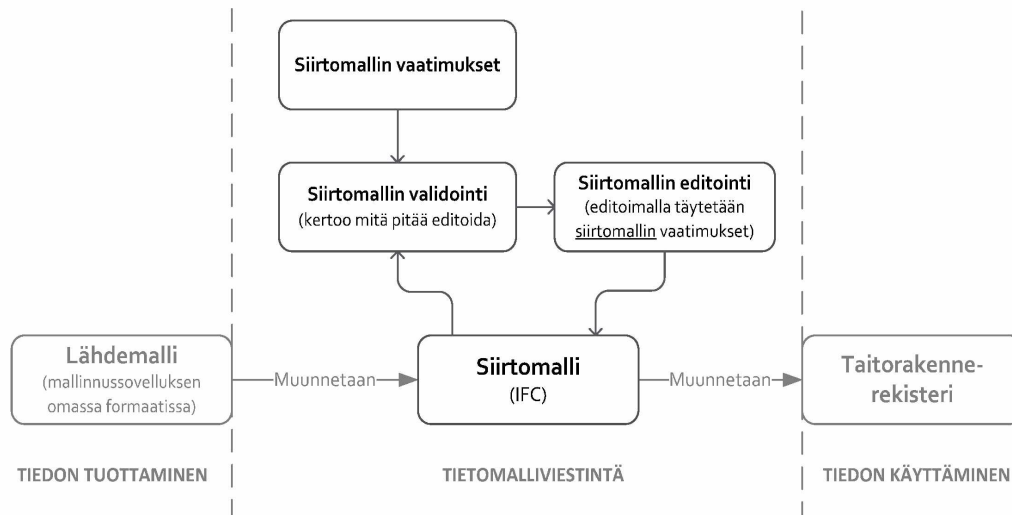 Siirtomallin vaatimukset
Siirtomallin validointi
(kertoo mitä pitää editoida)
Siirtomallin editointi
(editoimalla täytetään
siirtomallin vaatimukset)
Lähdemalli
(mallinnussovelluksen
omassa formaatissa)
Muunnetaan
Siirtomalli
(IFC)
Muunnetaan
Taitorakenne-
rekisteri
TIEDON TUOTTAMINEN
TIETOMALLIVIESTINTÄ
TIEDON KÄYTTÄMINEN